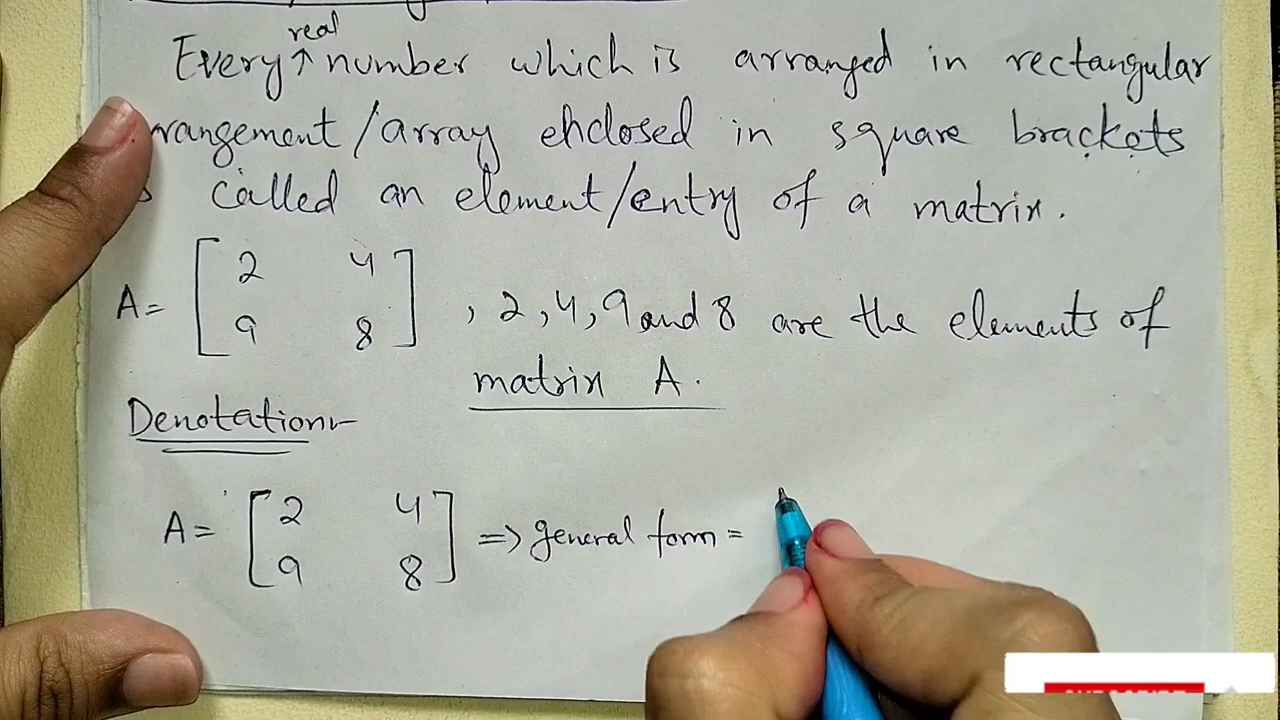 real
Every ↑ number which is arranged in rectangular
rrangement/array enclosed in square brackets
s called an element/entry of a matrix.
A = [ 2 4
9 8 ] , 2, 4, 9 and 8 are the elements of
matrix A.
Denotation:-
A = [ 2 4
9 8 ] => general form =